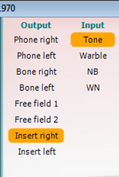 .970
Output Input
Phone right Tone
Phone left Warble
Bone right NB
Bone left WN
Free field 1
Free field 2
Insert right
Insert left